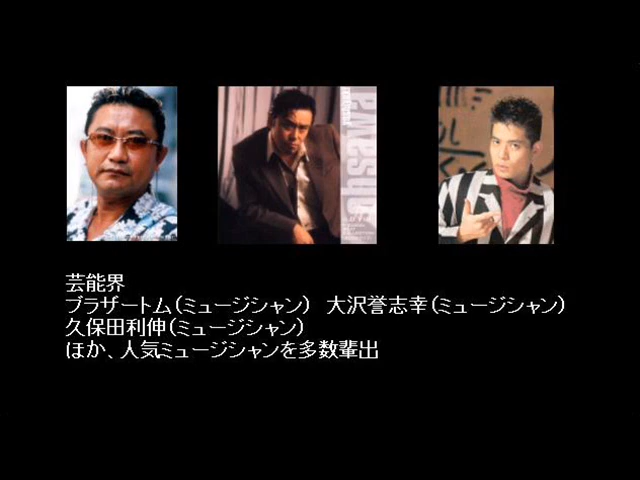 芸能界
ブラザートム（ミュージシャン）　大沢誉志幸（ミュージシャン）
久保田利伸（ミュージシャン）
ほか、人気ミュージシャンを多数輩出